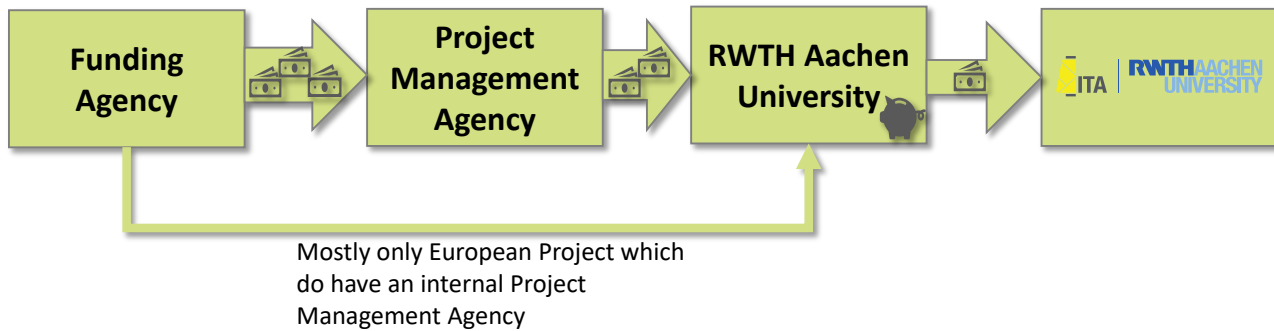 Funding
Agency
Project
Management
Agency
RWTH Aachen
University
ITA
RWTHAACHEN
UNIVERSITY
Mostly only European Project which
do have an internal Project
Management Agency